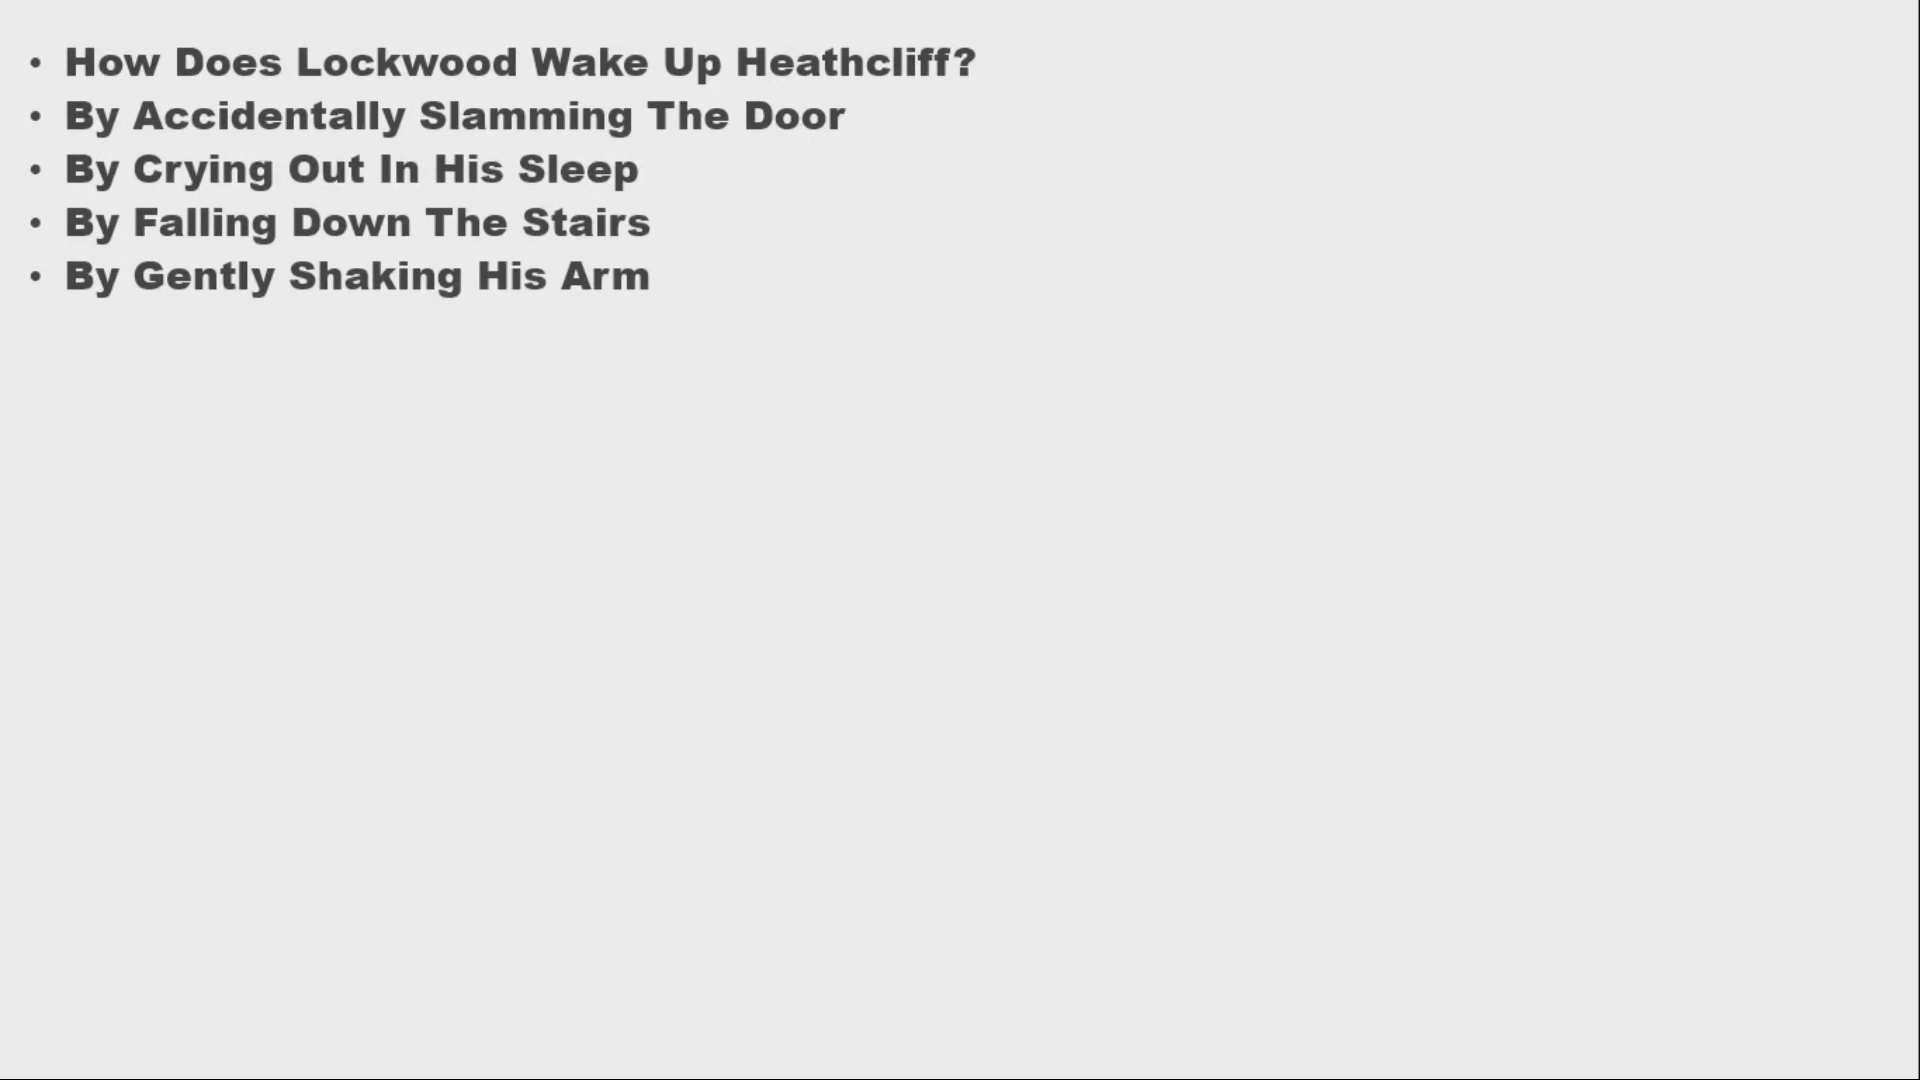 • How Does Lockwood Wake Up Heathcliff?
• By Accidentally Slamming The Door
• By Crying Out In His Sleep
• By Falling Down The Stairs
• By Gently Shaking His Arm